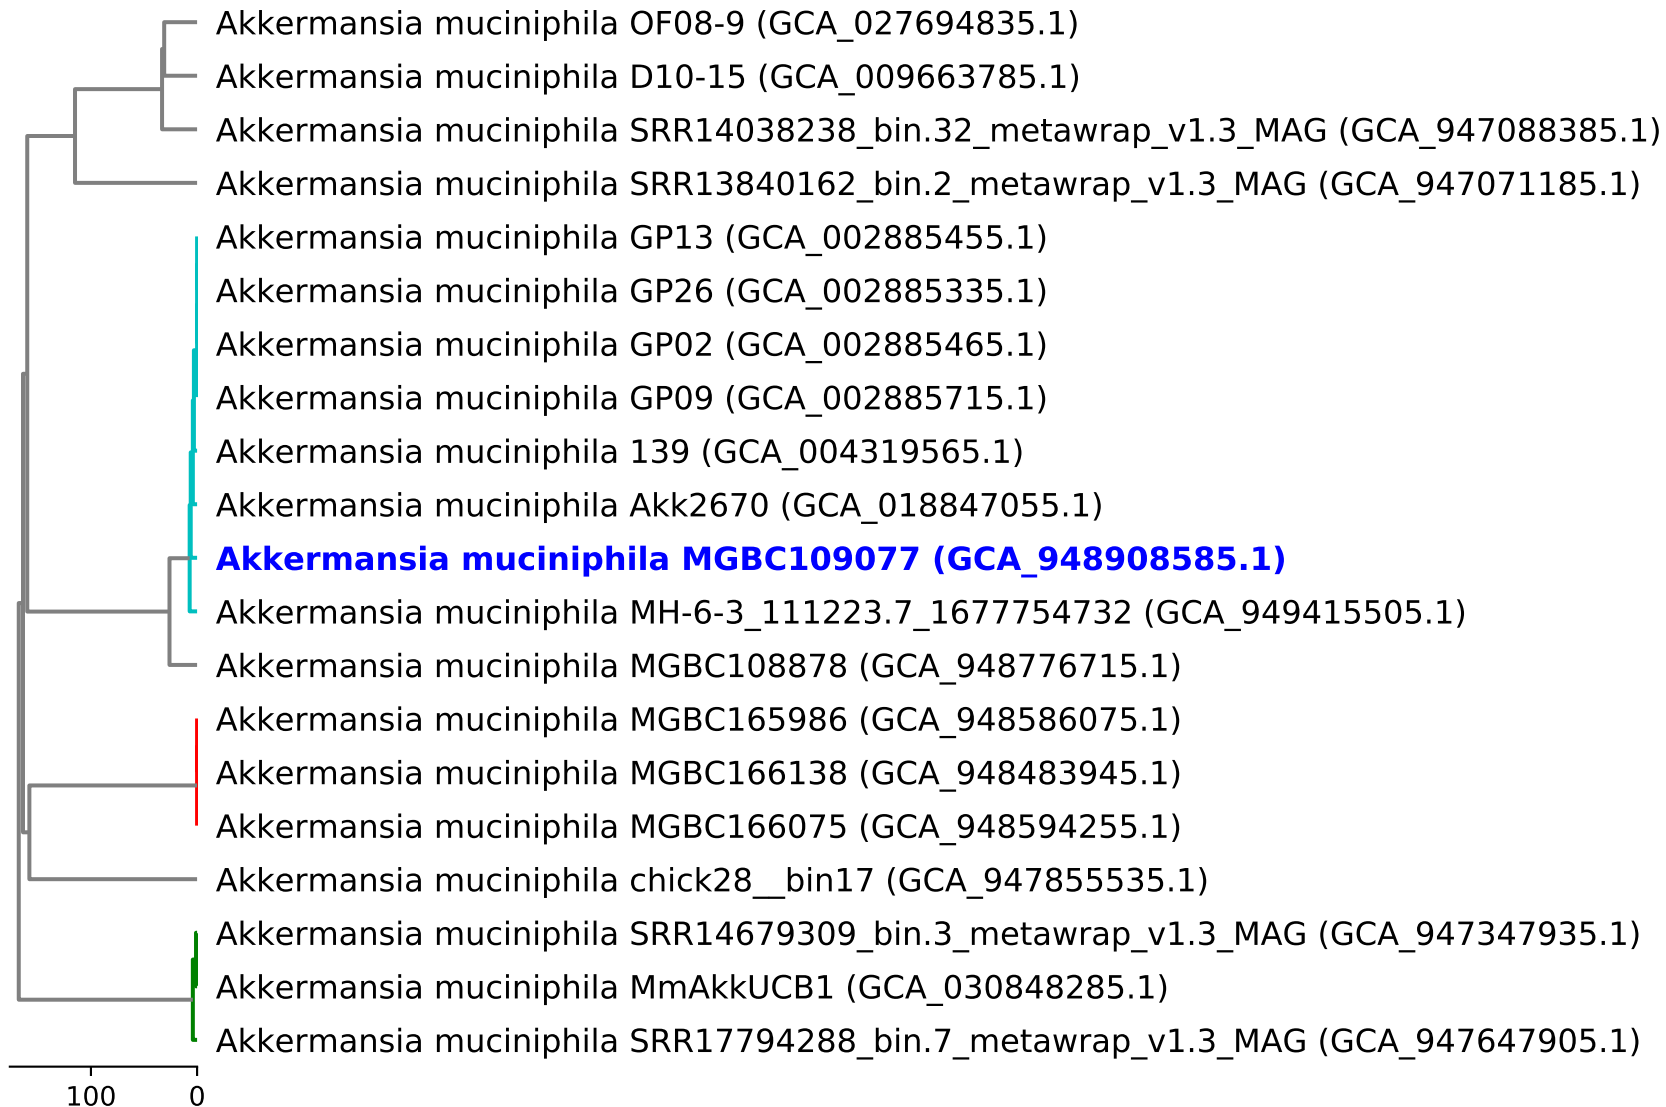 Akkermansia muciniphila OF08-9 (GCA_027694835.1)
Akkermansia muciniphila D10-15 (GCA_009663785.1)
Akkermansia muciniphila SRR14038238_bin.32_metawrap_v1.3_MAG (GCA_947088385.1)
Akkermansia muciniphila SRR13840162_bin.2_metawrap_v1.3_MAG (GCA_947071185.1)
Akkermansia muciniphila GP13 (GCA_002885455.1)
Akkermansia muciniphila GP26 (GCA_002885335.1)
Akkermansia muciniphila GP02 (GCA_002885465.1)
Akkermansia muciniphila GP09 (GCA_002885715.1)
Akkermansia muciniphila 139 (GCA_004319565.1)
Akkermansia muciniphila Akk2670 (GCA_018847055.1)
Akkermansia muciniphila MGBC109077 (GCA_948908585.1)
Akkermansia muciniphila MH-6-3_111223.7_1677754732 (GCA_949415505.1)
Akkermansia muciniphila MGBC108878 (GCA_948776715.1)
Akkermansia muciniphila MGBC165986 (GCA_948586075.1)
Akkermansia muciniphila MGBC166138 (GCA_948483945.1)
Akkermansia muciniphila MGBC166075 (GCA_948594255.1)
Akkermansia muciniphila chick28__bin17 (GCA_947855535.1)
Akkermansia muciniphila SRR14679309_bin.3_metawrap_v1.3_MAG (GCA_947347935.1)
Akkermansia muciniphila MmAkkUCB1 (GCA_030848285.1)
Akkermansia muciniphila SRR17794288_bin.7_metawrap_v1.3_MAG (GCA_947647905.1)
100 0